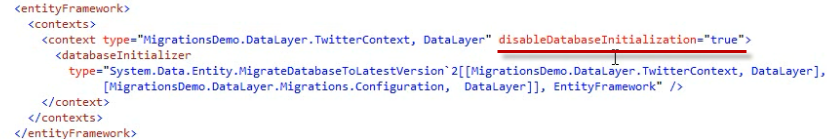 <entityFramework>
<contexts>
<context type="MigrationsDemo.DataLayer.TwitterContext, DataLayer" disableDatabaseInitialization="true">
<databaseInitializer
type="System.Data.Entity.MigrateDatabaseToLatestVersion`2[[MigrationsDemo.DataLayer.TwitterContext, DataLayer],
[MigrationsDemo.DataLayer.Migrations.Configuration,  DataLayer]], EntityFramework" />
</context>
</contexts>
</entityFramework>